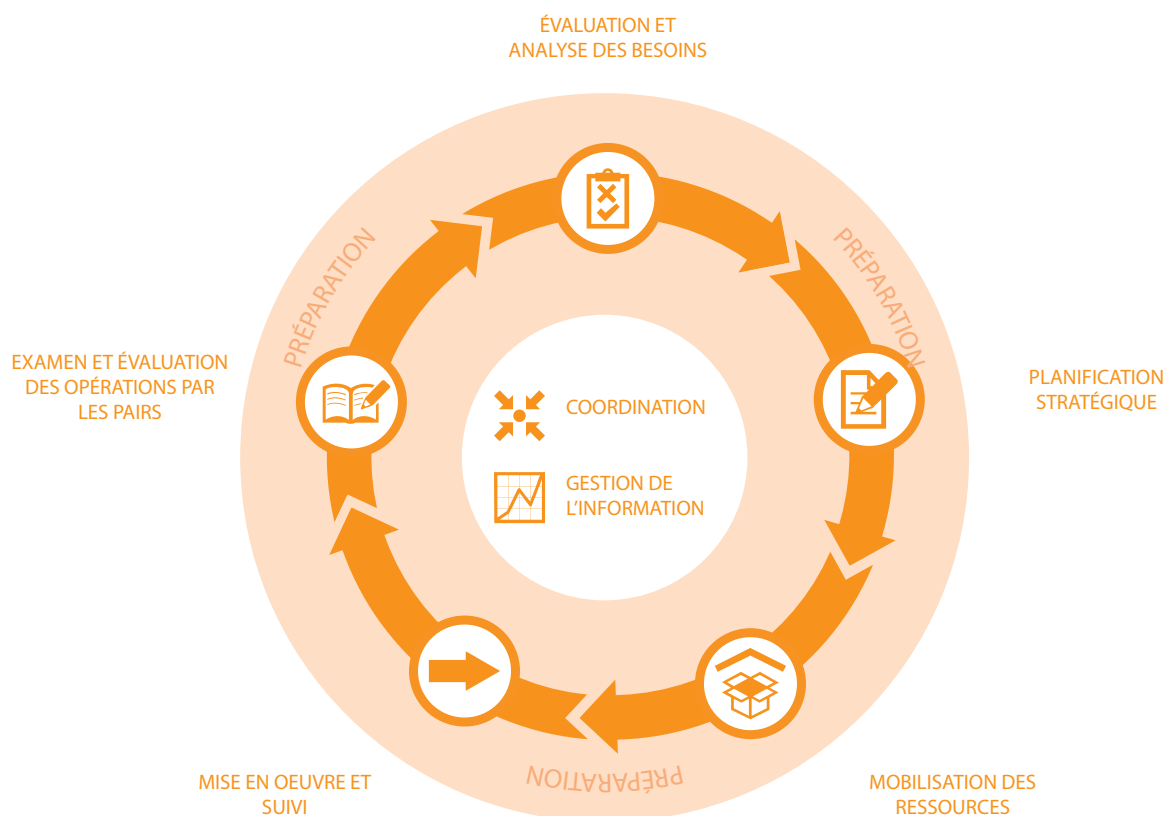 ÉVALUATION ET
ANALYSE DES BESOINS
PRÉPARATION
PRÉPARATION
EXAMEN ET ÉVALUATION
DES OPÉRATIONS PAR
LES PAIRS
PLANIFICATION
STRATÉGIQUE
COORDINATION
GESTION DE
L'INFORMATION
PRÉPARATION
MISE EN OEUVRE ET
SUIVI
MOBILISATION DES
RESSOURCES